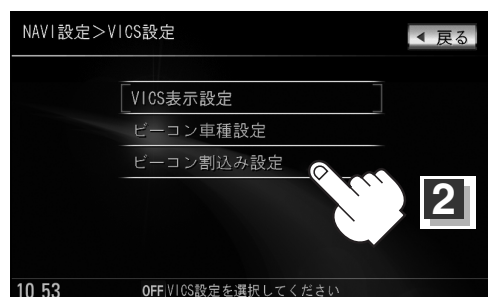 NAVI設定＞VICS設定
◀ 戻る
VICS表示設定
ビーコン車種設定
ビーコン割込み設定
2
10 53 OFF VICS設定を選択してください